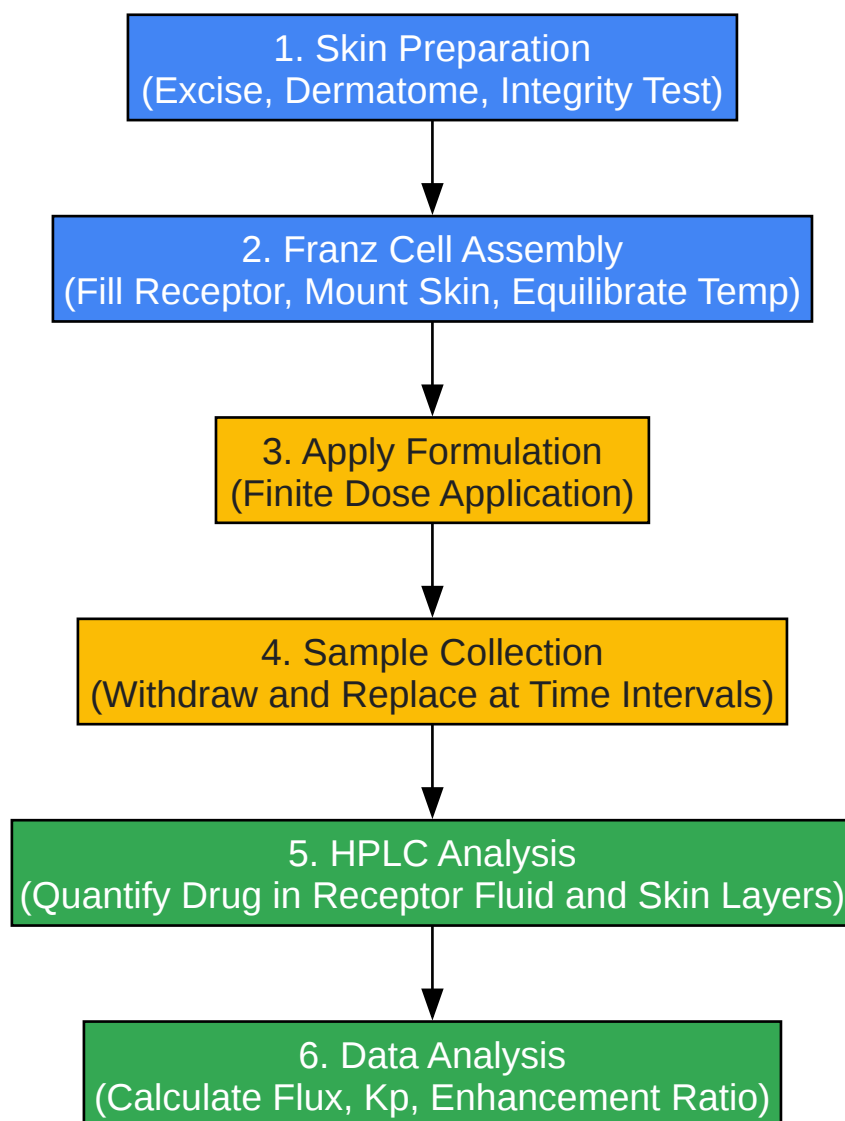 1. Skin Preparation
(Excise, Dermatome, Integrity Test)
2. Franz Cell Assembly
(Fill Receptor, Mount Skin, Equilibrate Temp)
3. Apply Formulation
(Finite Dose Application)
4. Sample Collection
(Withdraw and Replace at Time Intervals)
5. HPLC Analysis
(Quantify Drug in Receptor Fluid and Skin Layers)
6. Data Analysis
(Calculate Flux, Kp, Enhancement Ratio)